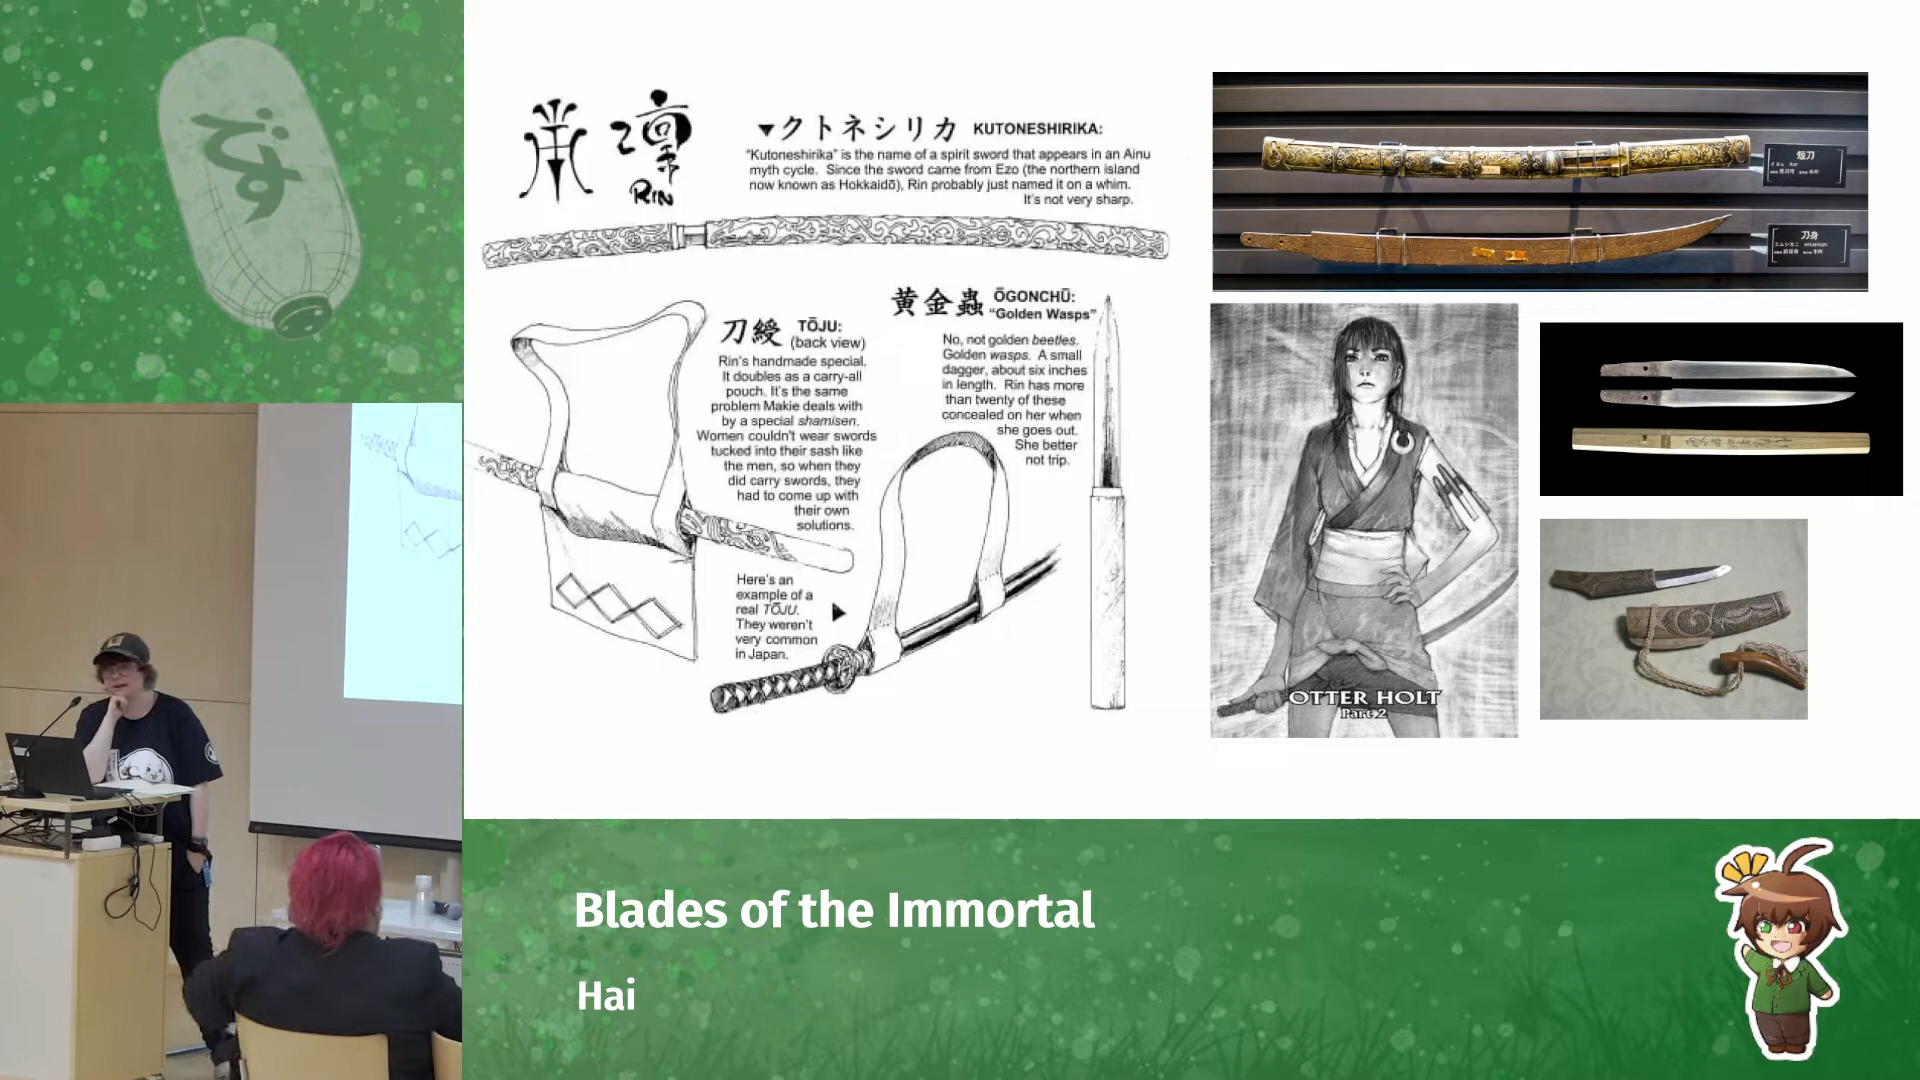 です
凛
RIN
▼クトネシリカ KUTONESHIRIKA:
“Kutoneshirika” is the name of a spirit sword that appears in an Ainu
myth cycle. Since the sword came from Ezo (the northern island
now known as Hokkaidō), Rin probably just named it on a whim.
It's not very sharp.
刀綬 TŌJU:
(back view)
Rin's handmade special.
It doubles as a carry-all
pouch. It's the same
problem Makie deals with
by a special shamisen.
Women couldn't wear swords
tucked into their sash like
the men, so when they
did carry swords, they
had to come up with
their own
solutions.
黄金蟲 ŌGONCHŪ:
“Golden Wasps”
No, not golden beetles.
Golden wasps. A small
dagger, about six inches
in length. Rin has more
than twenty of these
concealed on her when
she goes out.
She better
not trip.
Here's an
example of a
real TŌJU.
They weren't
very common
in Japan.
短刀
刀身
エムシカニ
OTTER HOLT
Part 2
Blades of the Immortal
Hai